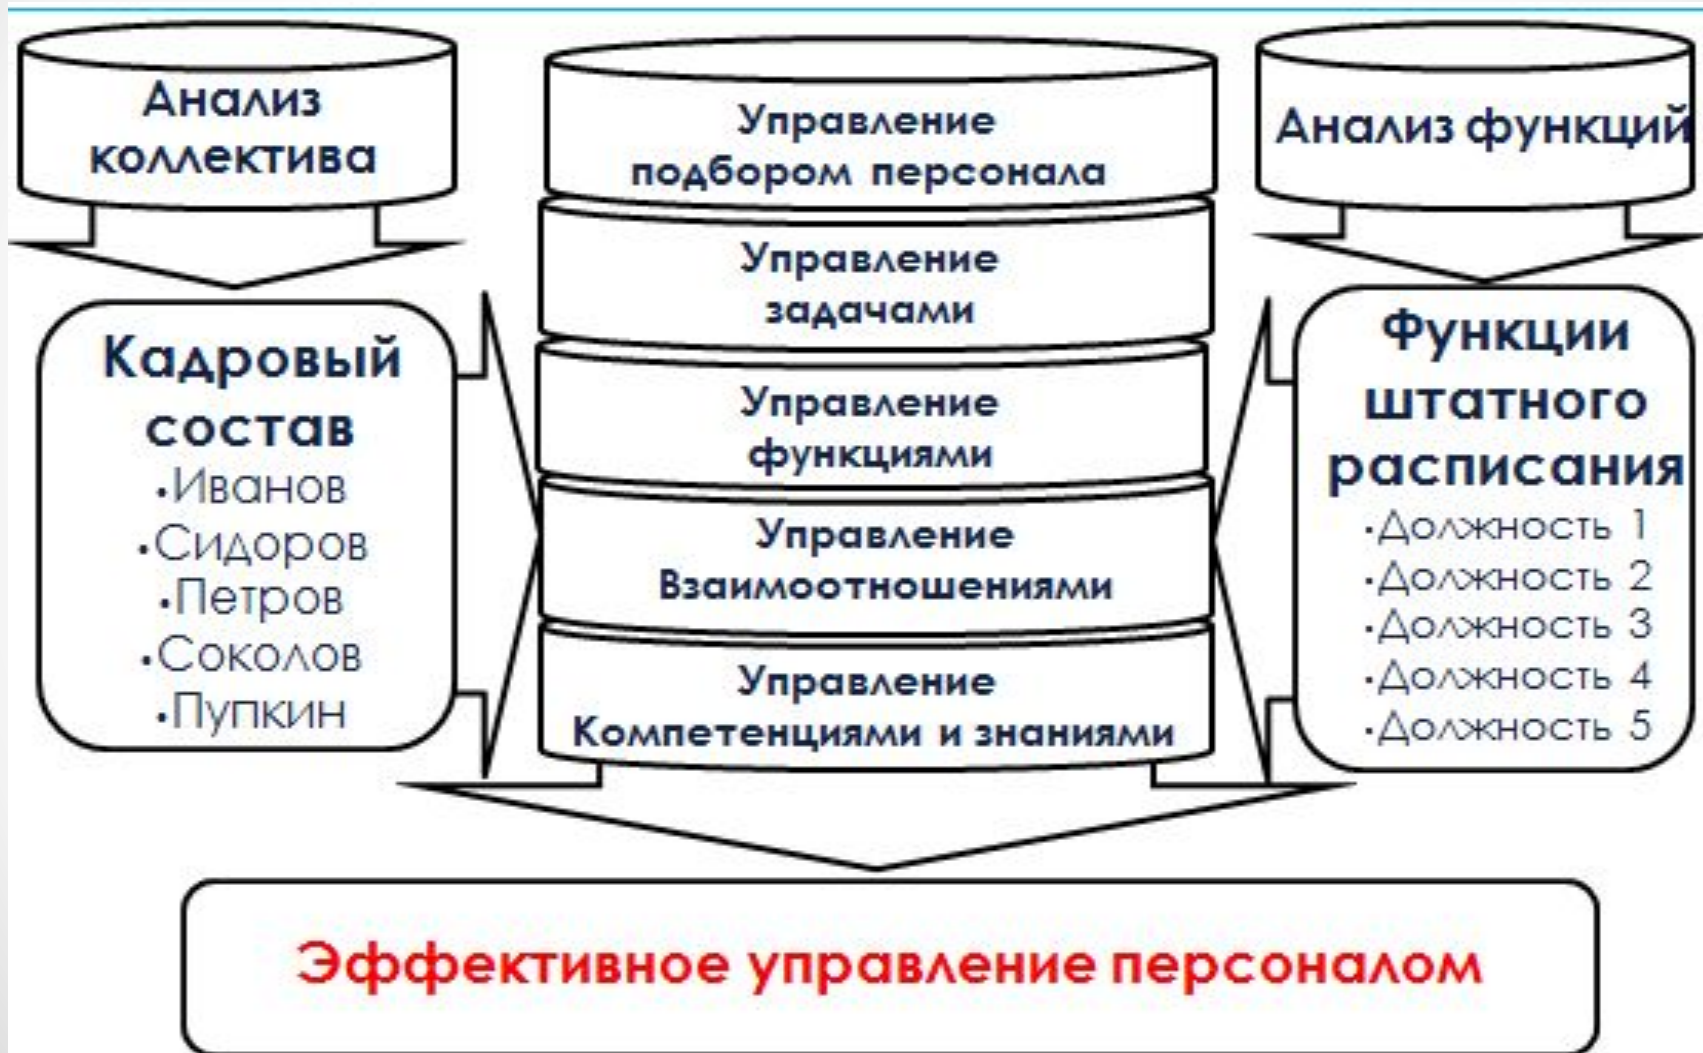 Анализ
коллектива
Кадровый
состав
•Иванов
•Сидоров
•Петров
•Соколов
•Пупкин
Управление
подбором персонала
Управление
задачами
Управление
функциями
Управление
Взаимоотношениями
Управление
Компетенциями и знаниями
Анализ функций
Функции
штатного
расписания
•Должность 1
•Должность 2
•Должность 3
•Должность 4
•Должность 5
Эффективное управление персоналом